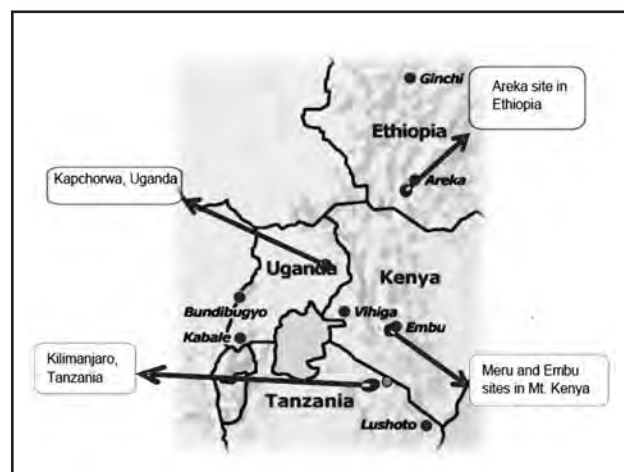 Ginchi
Areka site in
Ethiopia
Ethiopia
Areka
Kapchorwa, Uganda
Uganda
Kenya
Bundibugyo
Vihiga
Embu
Kabale
Kilimanjaro,
Tanzania
Meru and Embu
sites in Mt. Kenya
Tanzania
Lushoto